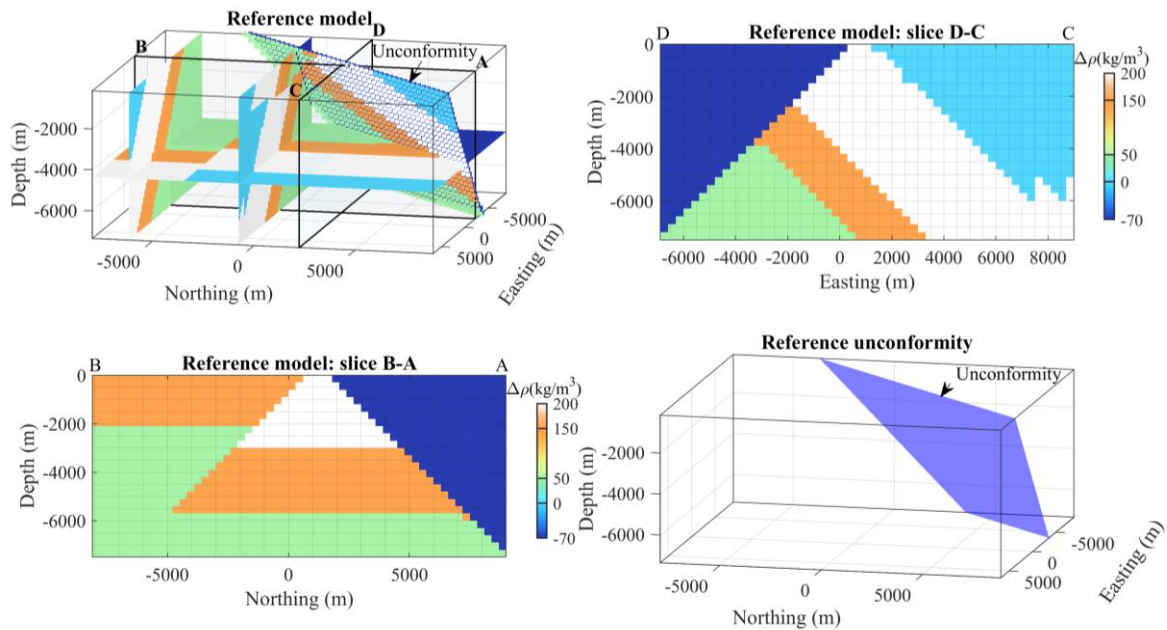 Reference model
D
B
Unconformity
A
C
Depth (m)
-2000
-4000
-6000
-5000
0
5000
Northing (m)
5000
0
-5000
Easting (m)
D
Reference model: slice D-C
C
Δρ(kg/m³)
0
-2000
-4000
-6000
Depth (m)
-6000 -4000 -2000 0 2000 4000 6000 8000
Easting (m)
200
150
50
0
-70
B
Reference model: slice B-A
A
Δρ(kg/m³)
0
-2000
-4000
-6000
Depth (m)
-5000 0 5000
Northing (m)
200
150
50
0
-70
Reference unconformity
Unconformity
Depth (m)
-2000
-4000
-6000
-5000
0
5000
Northing (m)
5000
0
-5000
Easting (m)